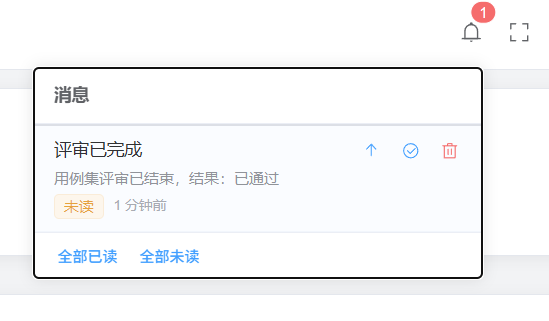 1
消息
评审已完成
用例集评审已结束，结果：已通过
未读 1 分钟前
全部已读 全部未读